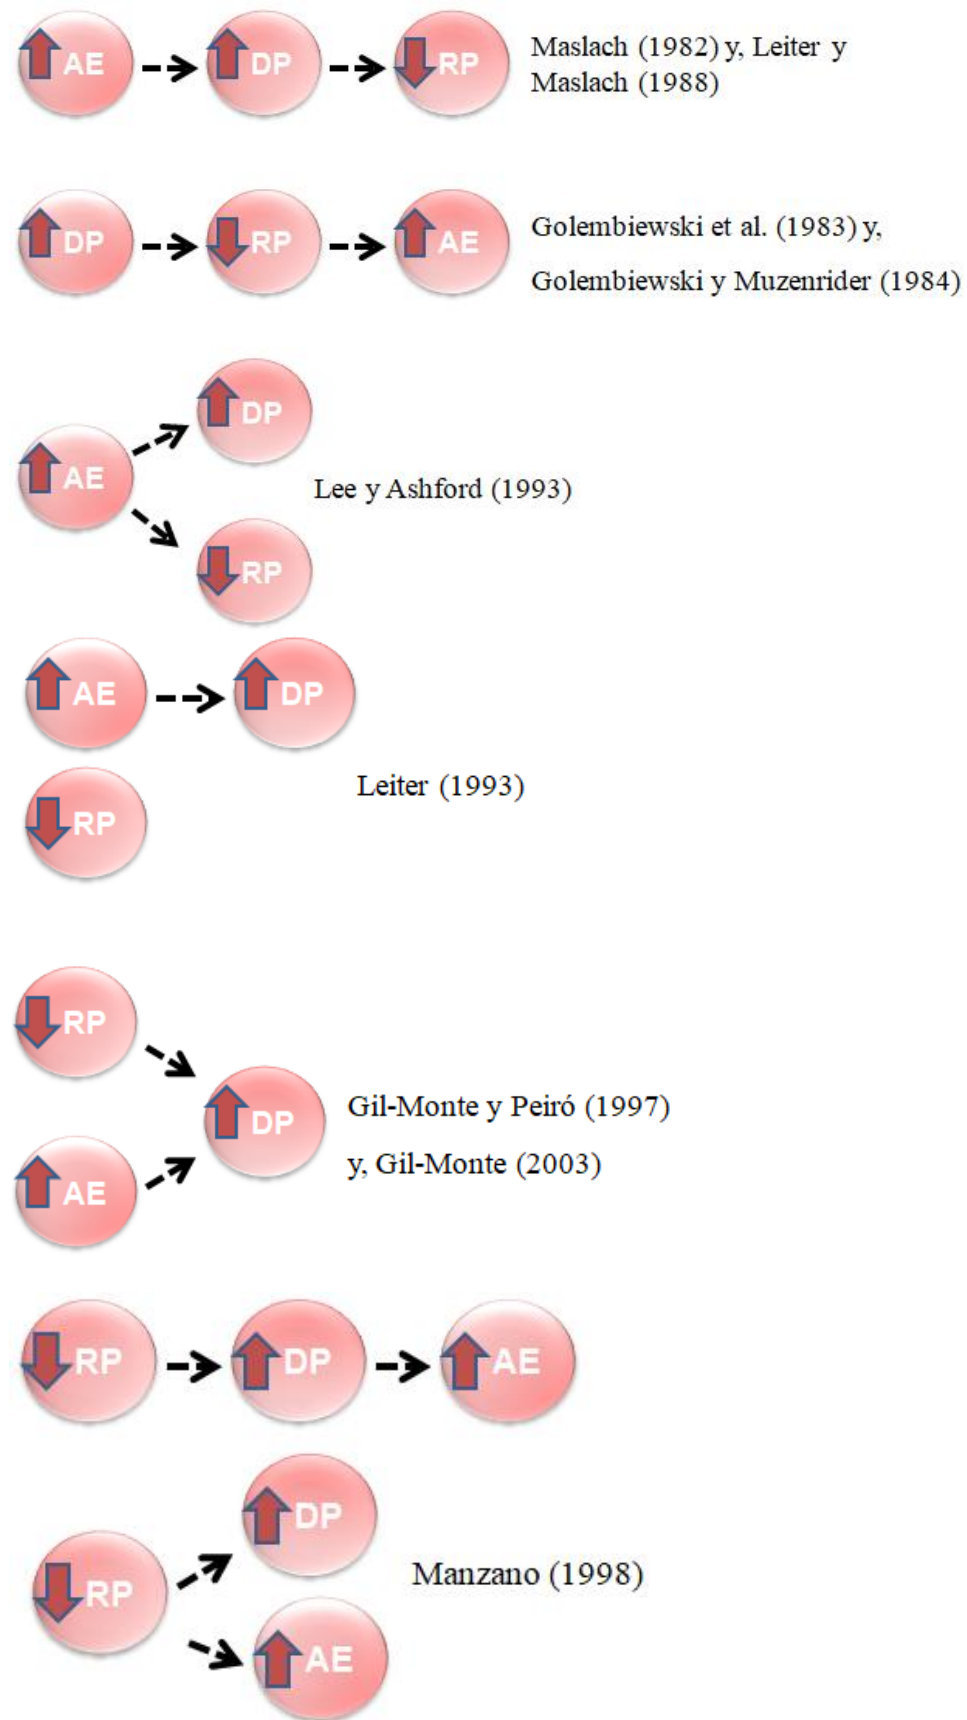 AE DP RP
Maslach (1982) y, Leiter y
Maslach (1988)
DP RP AE
Golembiewski et al. (1983) y,
Golembiewski y Muzenrider (1984)
DP
AE
Lee y Ashford (1993)
RP
AE DP
Leiter (1993)
RP
RP
DP
Gil-Monte y Peiró (1997)
y, Gil-Monte (2003)
AE
RP DP AE
DP
RP
Manzano (1998)
AE